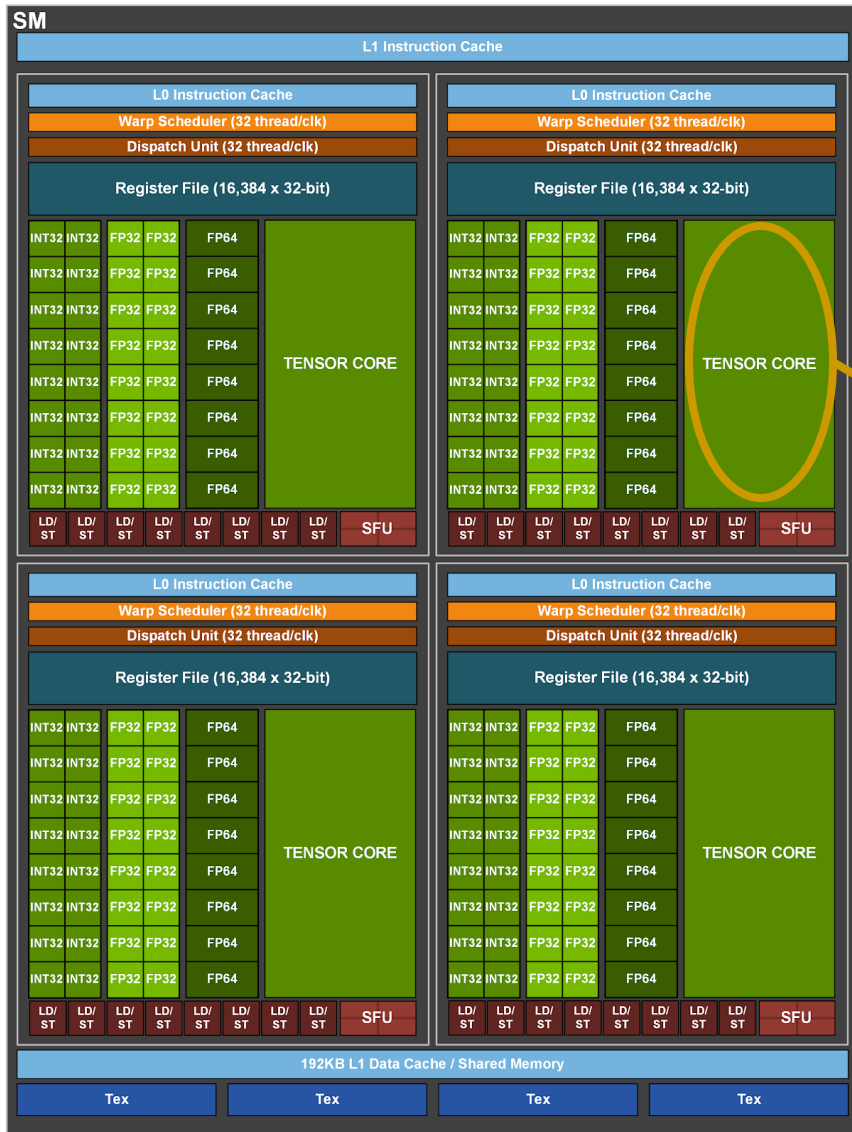 SM
L1 Instruction Cache
L0 Instruction Cache
Warp Scheduler (32 thread/clk)
Dispatch Unit (32 thread/clk)
Register File (16,384 x 32-bit)
INT32 INT32 FP32 FP32 FP64
INT32 INT32 FP32 FP32 FP64
INT32 INT32 FP32 FP32 FP64
INT32 INT32 FP32 FP32 FP64
TENSOR CORE
INT32 INT32 FP32 FP32 FP64
INT32 INT32 FP32 FP32 FP64
INT32 INT32 FP32 FP32 FP64
INT32 INT32 FP32 FP32 FP64
LD/ LD/ LD/ LD/ LD/ LD/ LD/ LD/
ST ST ST ST ST ST ST ST
SFU
L0 Instruction Cache
Warp Scheduler (32 thread/clk)
Dispatch Unit (32 thread/clk)
Register File (16,384 x 32-bit)
INT32 INT32 FP32 FP32 FP64
INT32 INT32 FP32 FP32 FP64
INT32 INT32 FP32 FP32 FP64
INT32 INT32 FP32 FP32 FP64
TENSOR CORE
INT32 INT32 FP32 FP32 FP64
INT32 INT32 FP32 FP32 FP64
INT32 INT32 FP32 FP32 FP64
INT32 INT32 FP32 FP32 FP64
LD/ LD/ LD/ LD/ LD/ LD/ LD/ LD/
ST ST ST ST ST ST ST ST
SFU
L0 Instruction Cache
Warp Scheduler (32 thread/clk)
Dispatch Unit (32 thread/clk)
Register File (16,384 x 32-bit)
INT32 INT32 FP32 FP32 FP64
INT32 INT32 FP32 FP32 FP64
INT32 INT32 FP32 FP32 FP64
INT32 INT32 FP32 FP32 FP64
TENSOR CORE
INT32 INT32 FP32 FP32 FP64
INT32 INT32 FP32 FP32 FP64
INT32 INT32 FP32 FP32 FP64
INT32 INT32 FP32 FP32 FP64
LD/ LD/ LD/ LD/ LD/ LD/ LD/ LD/
ST ST ST ST ST ST ST ST
SFU
L0 Instruction Cache
Warp Scheduler (32 thread/clk)
Dispatch Unit (32 thread/clk)
Register File (16,384 x 32-bit)
INT32 INT32 FP32 FP32 FP64
INT32 INT32 FP32 FP32 FP64
INT32 INT32 FP32 FP32 FP64
INT32 INT32 FP32 FP32 FP64
TENSOR CORE
INT32 INT32 FP32 FP32 FP64
INT32 INT32 FP32 FP32 FP64
INT32 INT32 FP32 FP32 FP64
INT32 INT32 FP32 FP32 FP64
LD/ LD/ LD/ LD/ LD/ LD/ LD/ LD/
ST ST ST ST ST ST ST ST
SFU
192KB L1 Data Cache / Shared Memory
Tex Tex Tex Tex